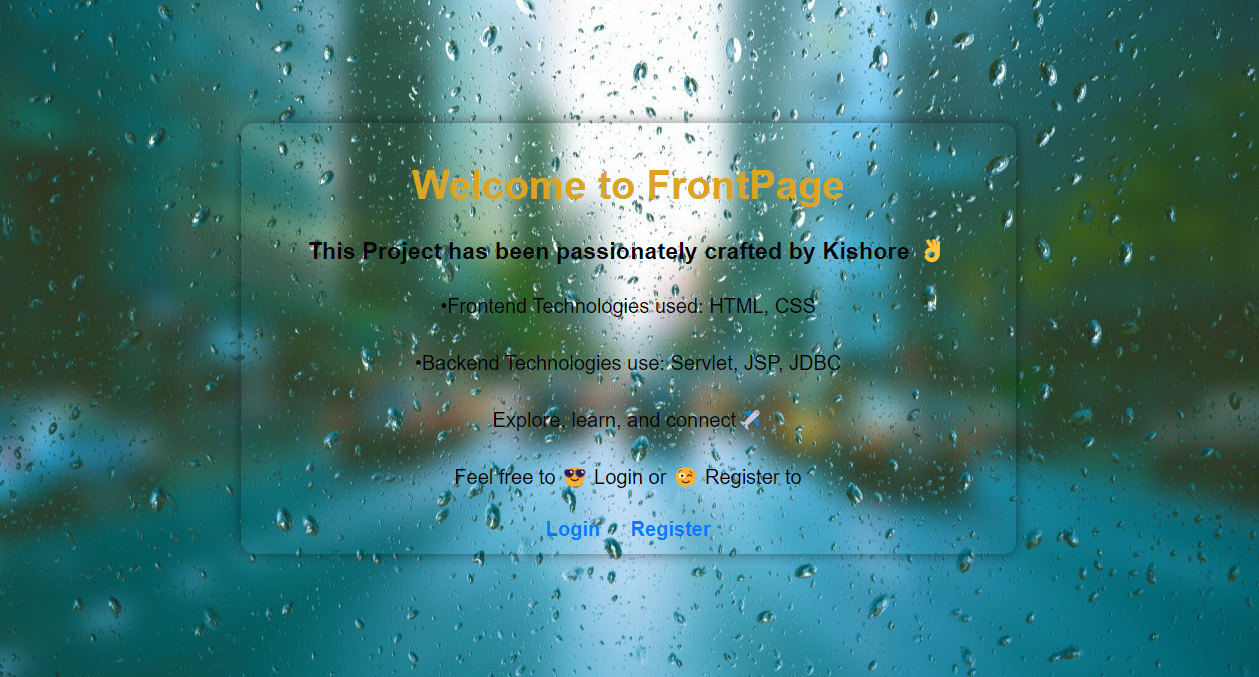 Welcome to FrontPage
This Project has been passionately crafted by Kishore ✌️
•Frontend Technologies used: HTML, CSS
•Backend Technologies use: Servlet, JSP, JDBC
Explore, learn, and connect🚀
Feel free to 😎 Login or 😉 Register to
Login Register